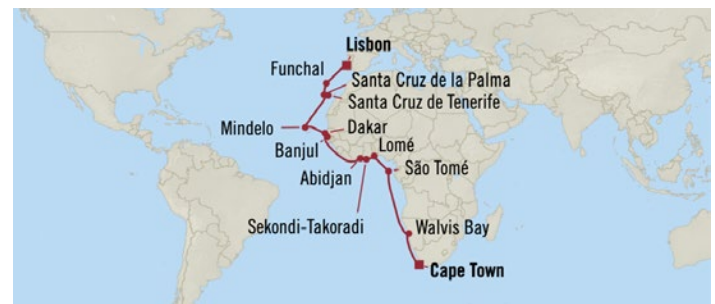 Lisbon
Funchal
Santa Cruz de la Palma
Santa Cruz de Tenerife
Mindelo
Dakar
Banjul
Lomé
Abidjan
São Tomé
Sekondi-Takoradi
Walvis Bay
Cape Town